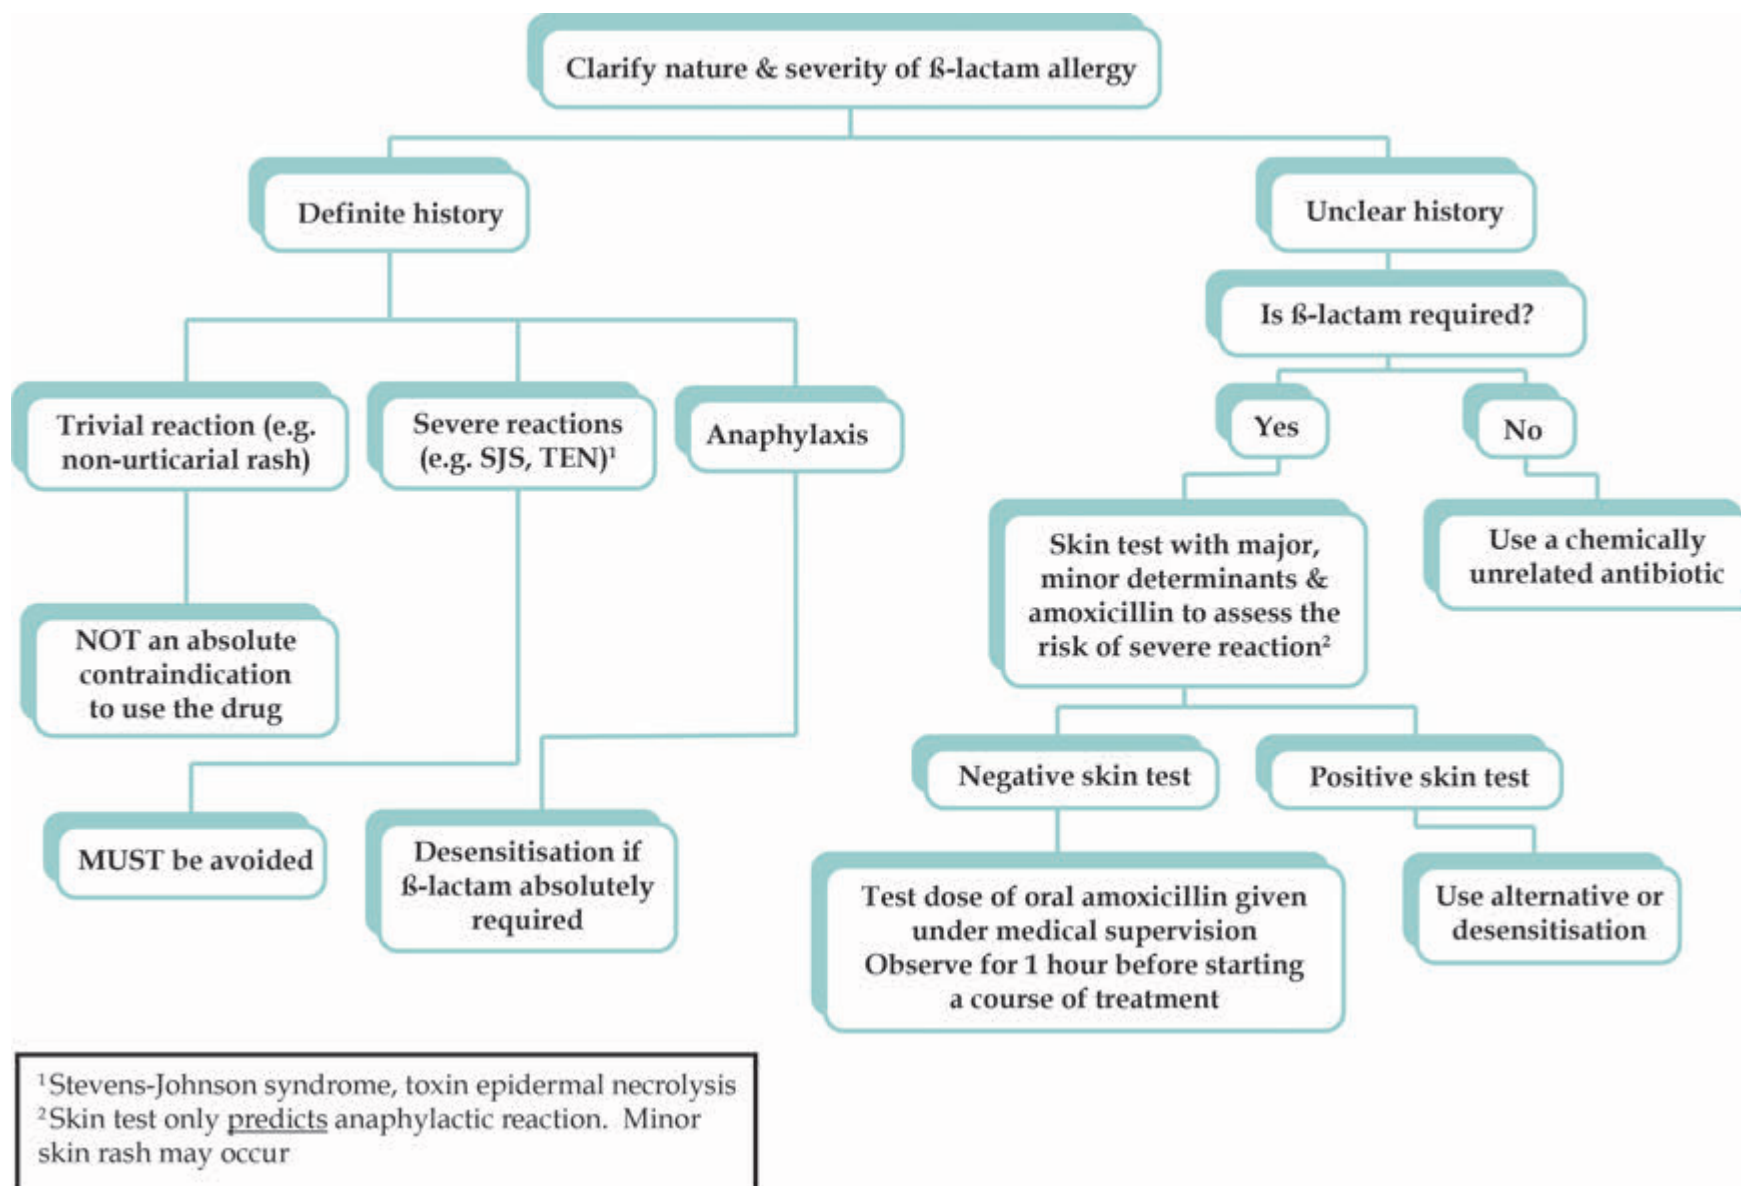 Clarify nature & severity of ß-lactam allergy
Definite history
Unclear history
Is ß-lactam required?
Trivial reaction (e.g.
non-urticarial rash)
Severe reactions
(e.g. SJS, TEN)¹
Anaphylaxis
Yes
No
NOT an absolute
contraindication
to use the drug
Skin test with major,
minor determinants &
amoxicillin to assess the
risk of severe reaction²
Use a chemically
unrelated antibiotic
MUST be avoided
Desensitisation if
ß-lactam absolutely
required
Negative skin test
Positive skin test
Test dose of oral amoxicillin given
under medical supervision
Observe for 1 hour before starting
a course of treatment
Use alternative or
desensitisation
¹Stevens-Johnson syndrome, toxin epidermal necrolysis
²Skin test only predicts anaphylactic reaction. Minor
skin rash may occur